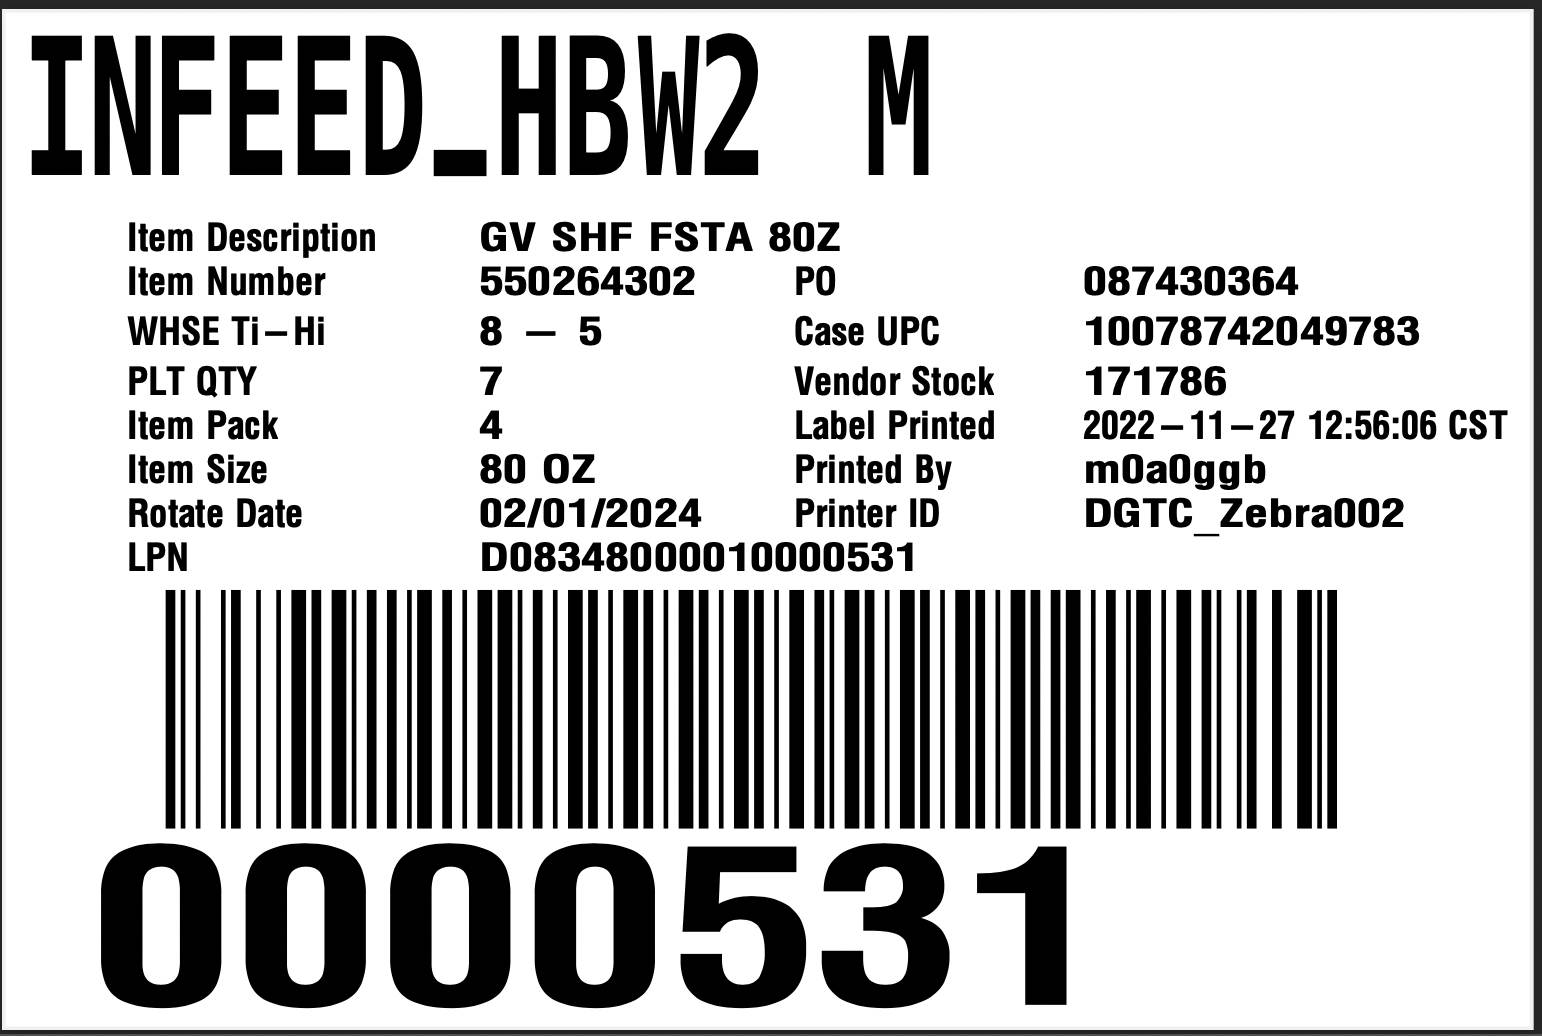 INFEED_HBW2 M
Item Description GV SHF FSTA 80Z
Item Number 550264302 PO 087430364
WHSE Ti-Hi 8 - 5 Case UPC 10078742049783
PLT QTY 7 Vendor Stock 171786
Item Pack 4 Label Printed 2022-11-27 12:56:06 CST
Item Size 80 OZ Printed By m0a0ggb
Rotate Date 02/01/2024 Printer ID DGTC_Zebra002
LPN D08348000010000531
0000531